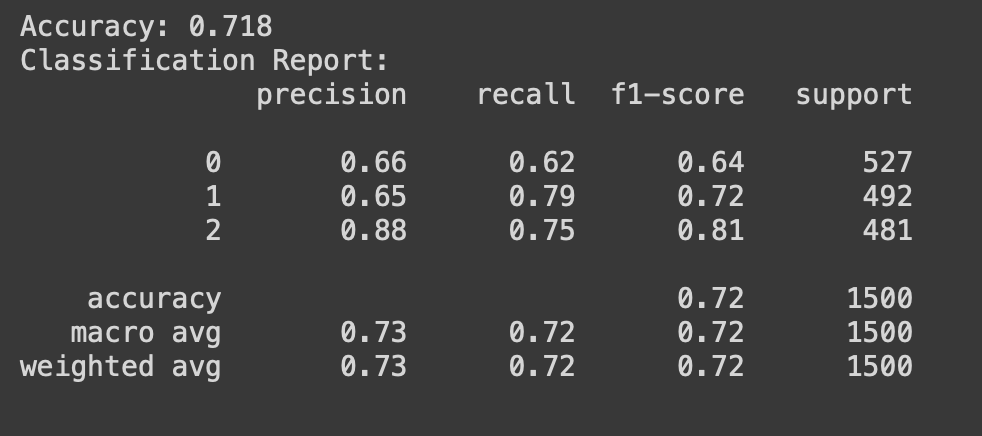 Accuracy: 0.718
Classification Report:
precision recall f1-score support
0 0.66 0.62 0.64 527
1 0.65 0.79 0.72 492
2 0.88 0.75 0.81 481
accuracy 0.72 1500
macro avg 0.73 0.72 0.72 1500
weighted avg 0.73 0.72 0.72 1500